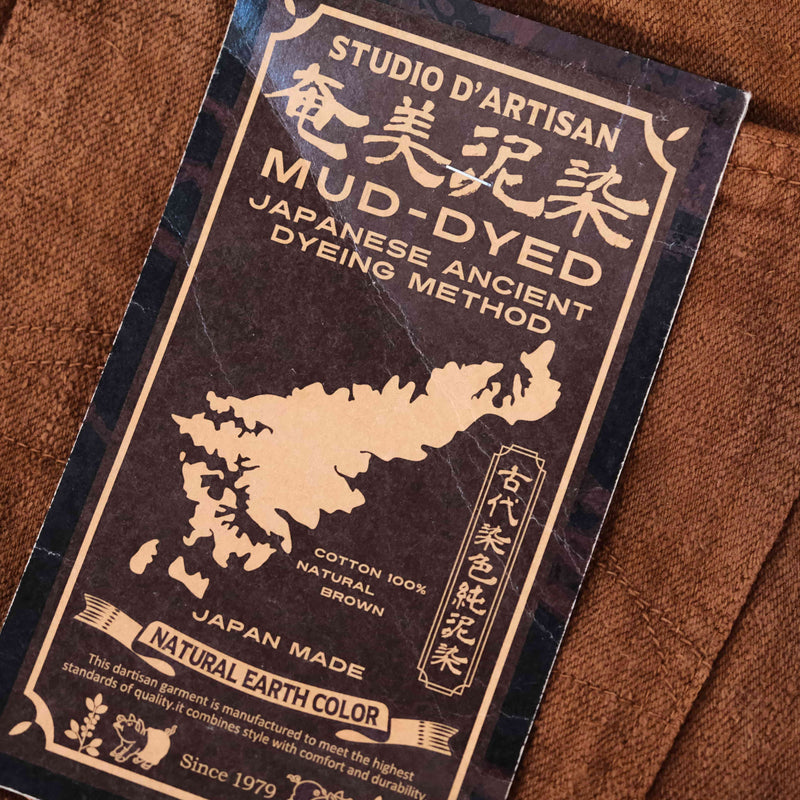 STUDIO D'ARTISAN
奄美泥染
MUD-DYED
JAPANESE ANCIENT
DYEING METHOD
古代染色純泥染
COTTON 100%
NATURAL
BROWN
JAPAN MADE
NATURAL EARTH COLOR
This dartisan garment is manufactured to meet the highest
standards of quality.it combines style with comfort and durability
Since 1979